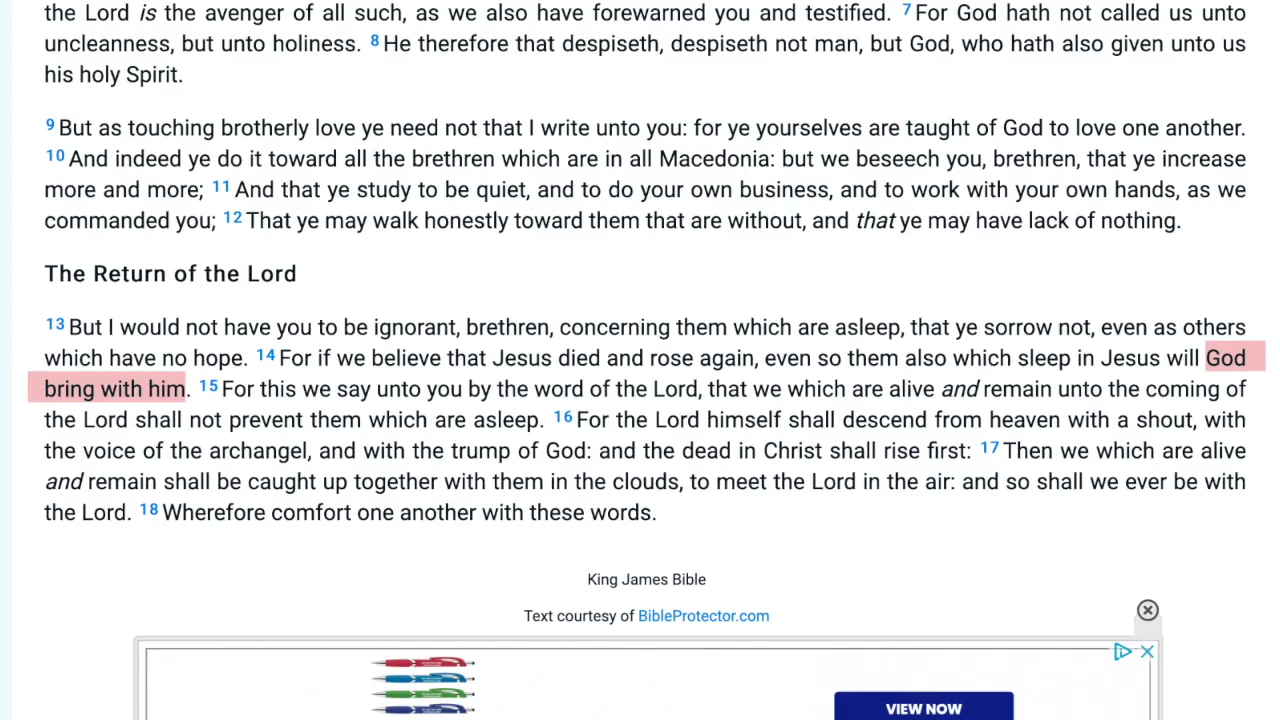 the Lord is the avenger of all such, as we also have forewarned you and testified. 7 For God hath not called us unto
uncleanness, but unto holiness. 8 He therefore that despiseth, despiseth not man, but God, who hath also given unto us
his holy Spirit.
9 But as touching brotherly love ye need not that I write unto you: for ye yourselves are taught of God to love one another.
10 And indeed ye do it toward all the brethren which are in all Macedonia: but we beseech you, brethren, that ye increase
more and more; 11 And that ye study to be quiet, and to do your own business, and to work with your own hands, as we
commanded you; 12 That ye may walk honestly toward them that are without, and that ye may have lack of nothing.
The Return of the Lord
13 But I would not have you to be ignorant, brethren, concerning them which are asleep, that ye sorrow not, even as others
which have no hope. 14 For if we believe that Jesus died and rose again, even so them also which sleep in Jesus will God
bring with him. 15 For this we say unto you by the word of the Lord, that we which are alive and remain unto the coming of
the Lord shall not prevent them which are asleep. 16 For the Lord himself shall descend from heaven with a shout, with
the voice of the archangel, and with the trump of God: and the dead in Christ shall rise first: 17 Then we which are alive
and remain shall be caught up together with them in the clouds, to meet the Lord in the air: and so shall we ever be with
the Lord. 18 Wherefore comfort one another with these words.
King James Bible
Text courtesy of BibleProtector.com
VIEW NOW